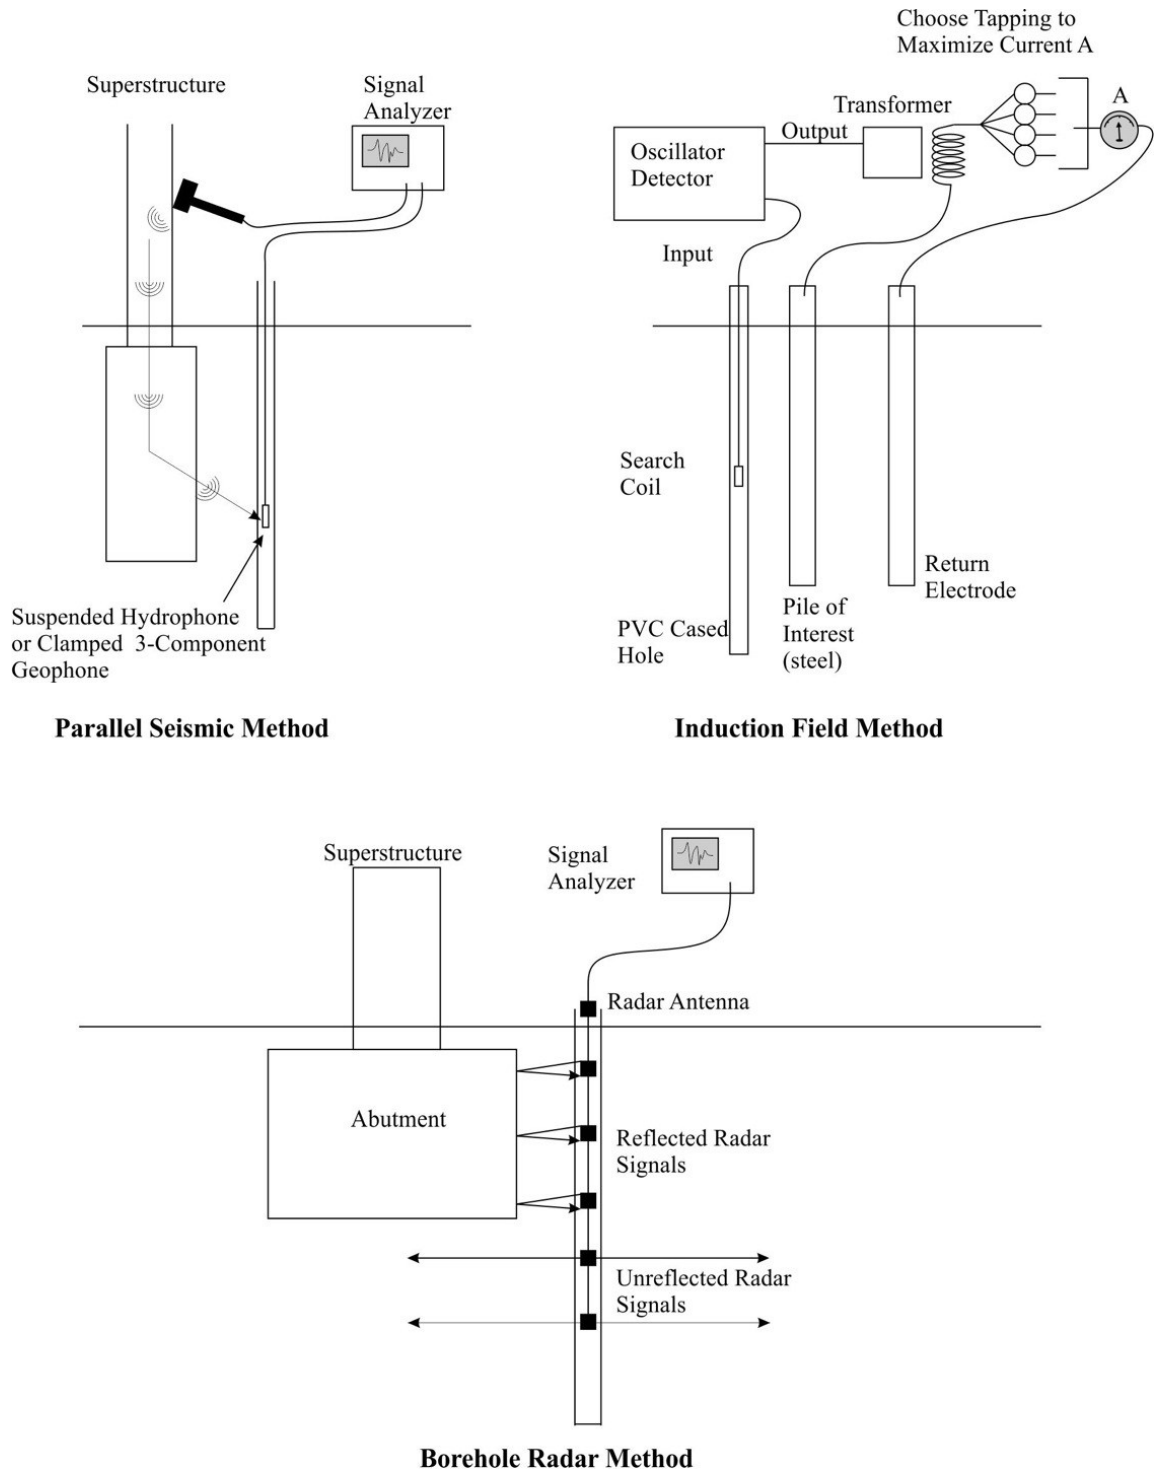 Superstructure
Signal
Analyzer
Suspended Hydrophone
or Clamped 3-Component
Geophone
Parallel Seismic Method
Choose Tapping to
Maximize Current A
Transformer
A
Output
Oscillator
Detector
Input
Search
Coil
PVC Cased
Hole
Pile of
Interest
(steel)
Return
Electrode
Induction Field Method
Superstructure
Signal
Analyzer
Radar Antenna
Abutment
Reflected Radar
Signals
Unreflected Radar
Signals
Borehole Radar Method